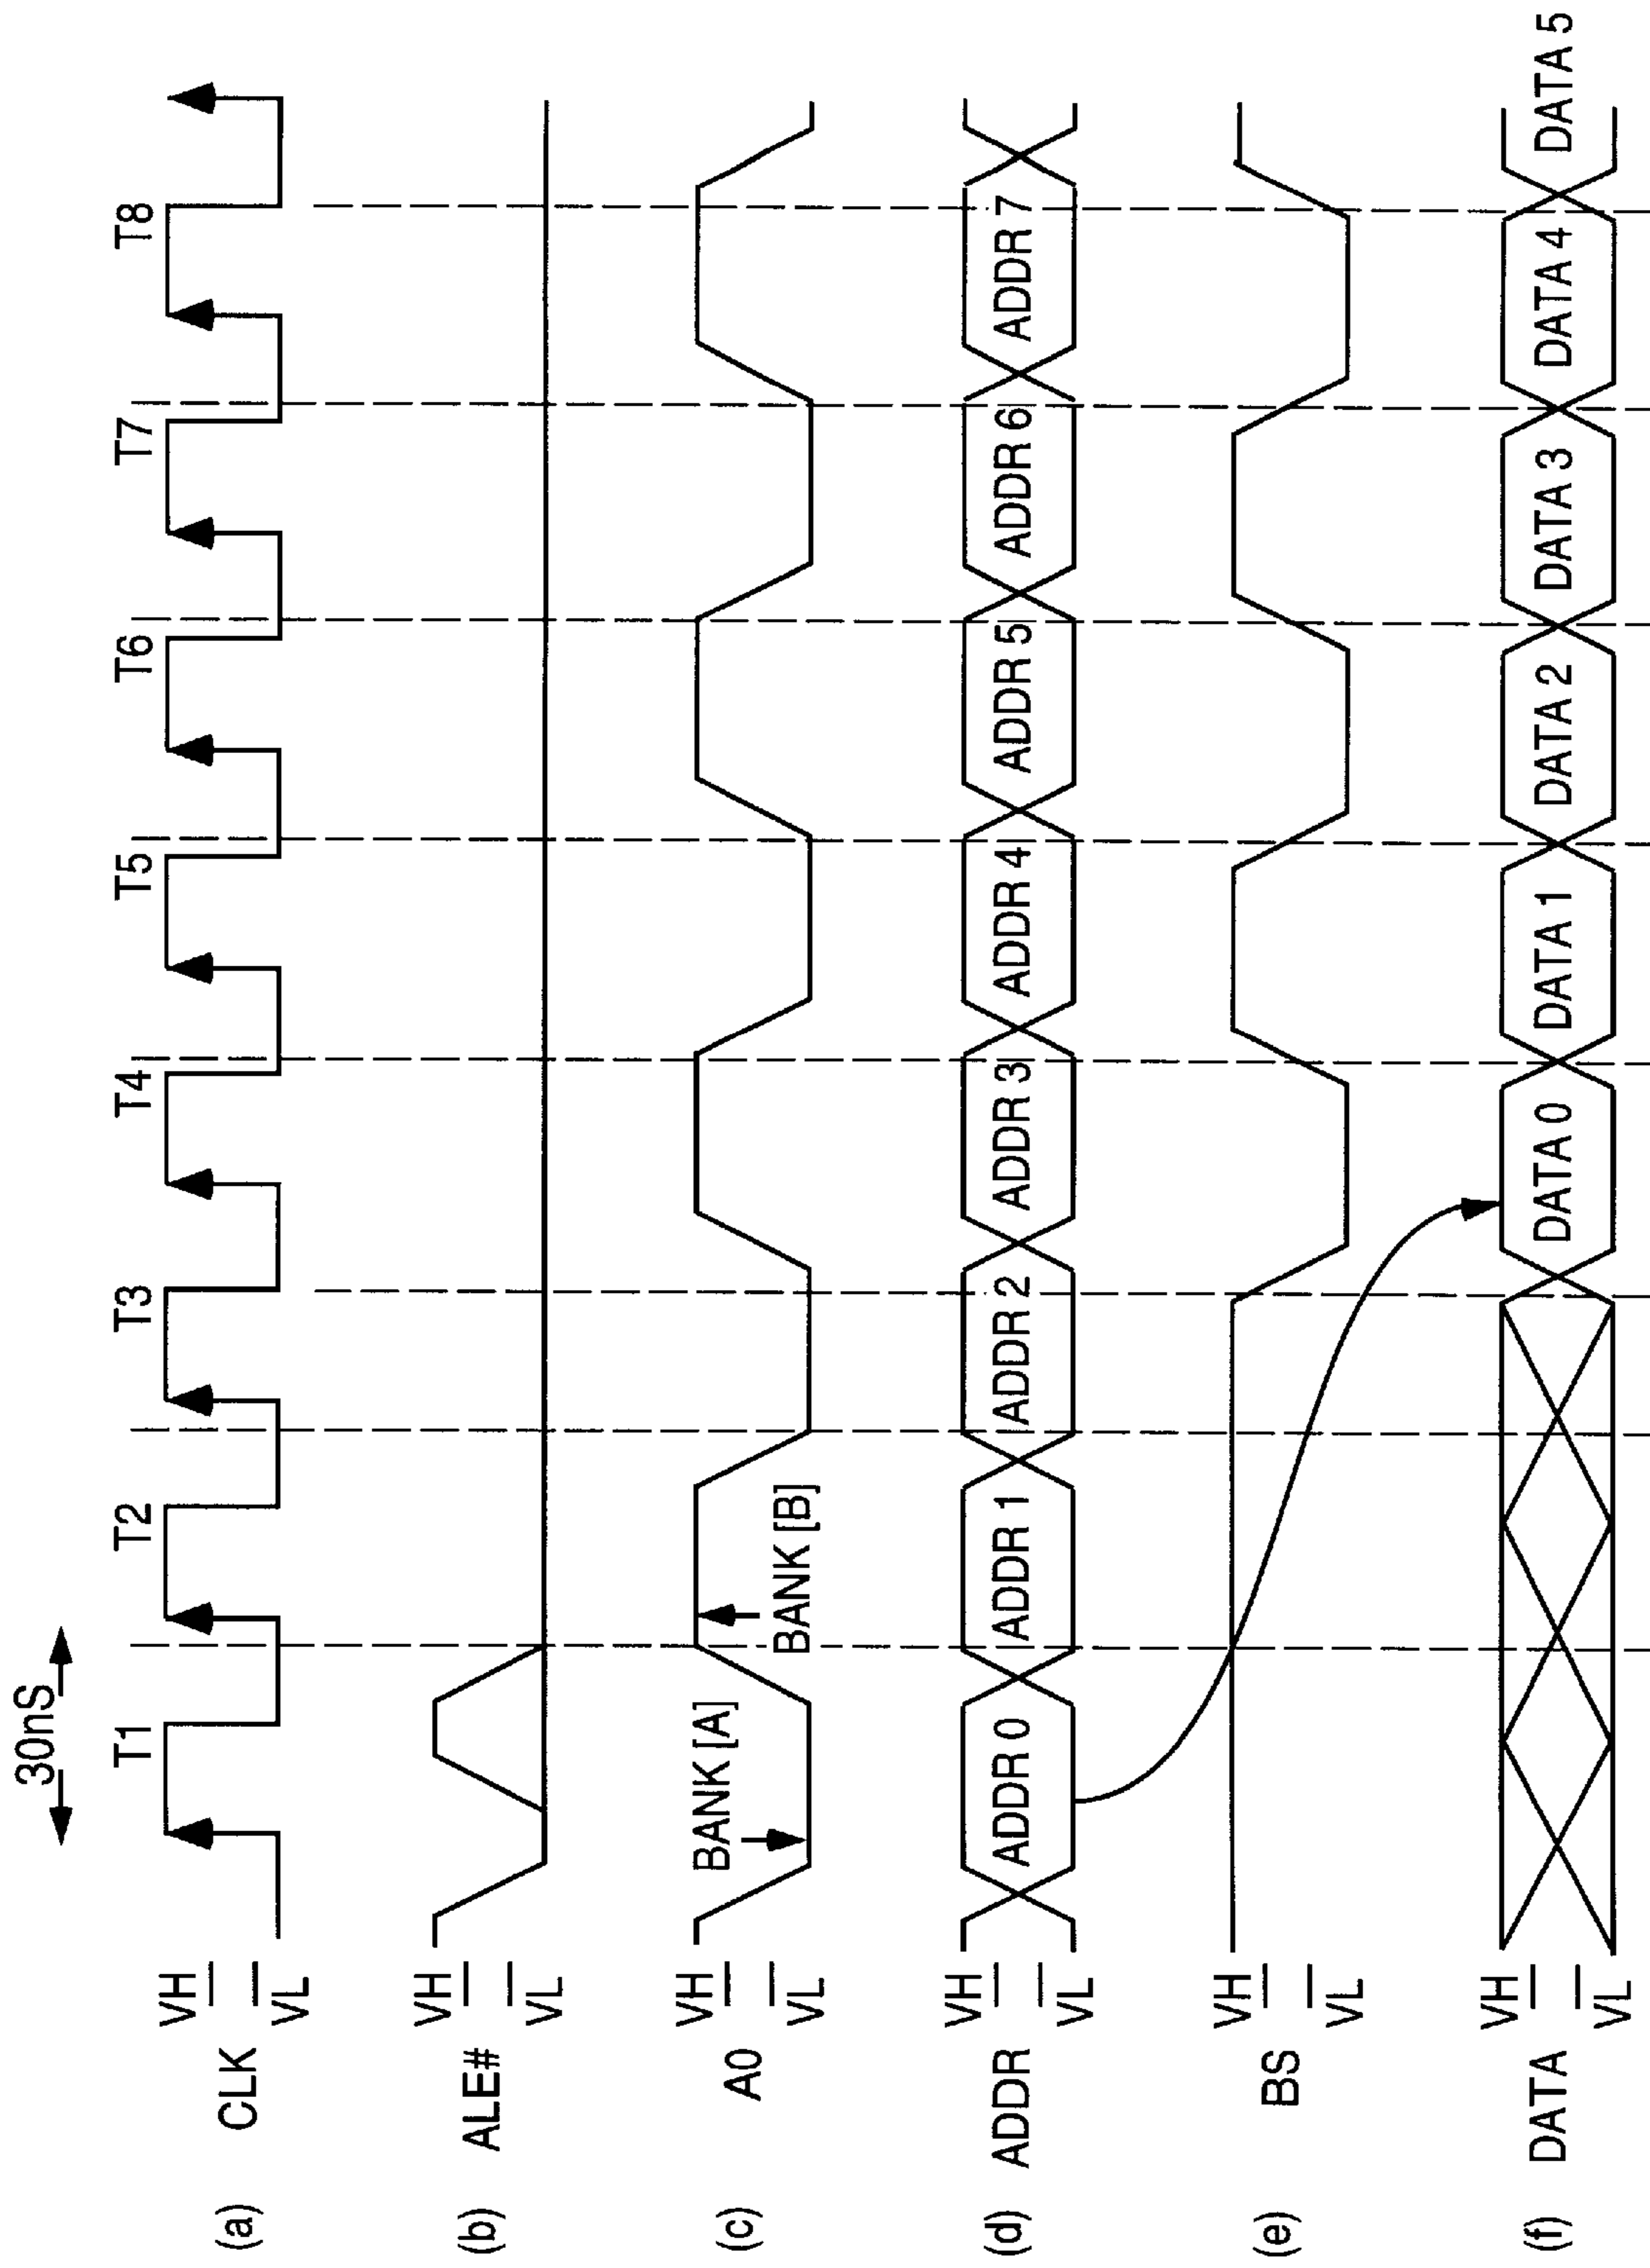 30nS
T1 T2 T3 T4 T5 T6 T7 T8
(a) CLK VH VL
(b) ALE# VH VL
(c) A0 VH VL
BANK [A]
BANK [B]
(d) ADDR VH VL
ADDR 0 ADDR 1 ADDR 2 ADDR 3 ADDR 4 ADDR 5 ADDR 6 ADDR 7
(e) BS VH VL
(f) DATA VH VL
DATA 0 DATA 1 DATA 2 DATA 3 DATA 4 DATA 5